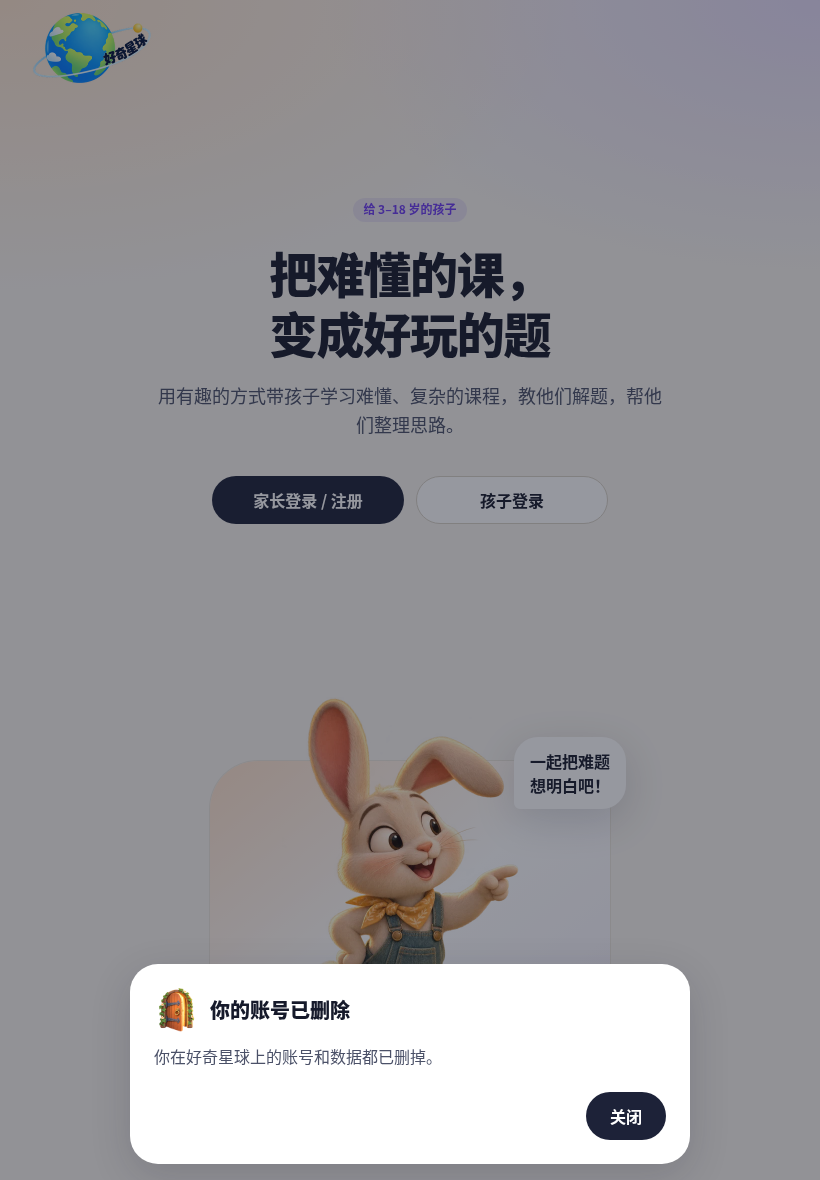 好奇星球
给 3–18 岁的孩子
把难懂的课，
变成好玩的题
用有趣的方式带孩子学习难懂、复杂的课程，教他们解题，帮他
们整理思路。
家长登录 / 注册
孩子登录
一起把难题
想明白吧！
你的账号已删除
你在好奇星球上的账号和数据都已删掉。
关闭